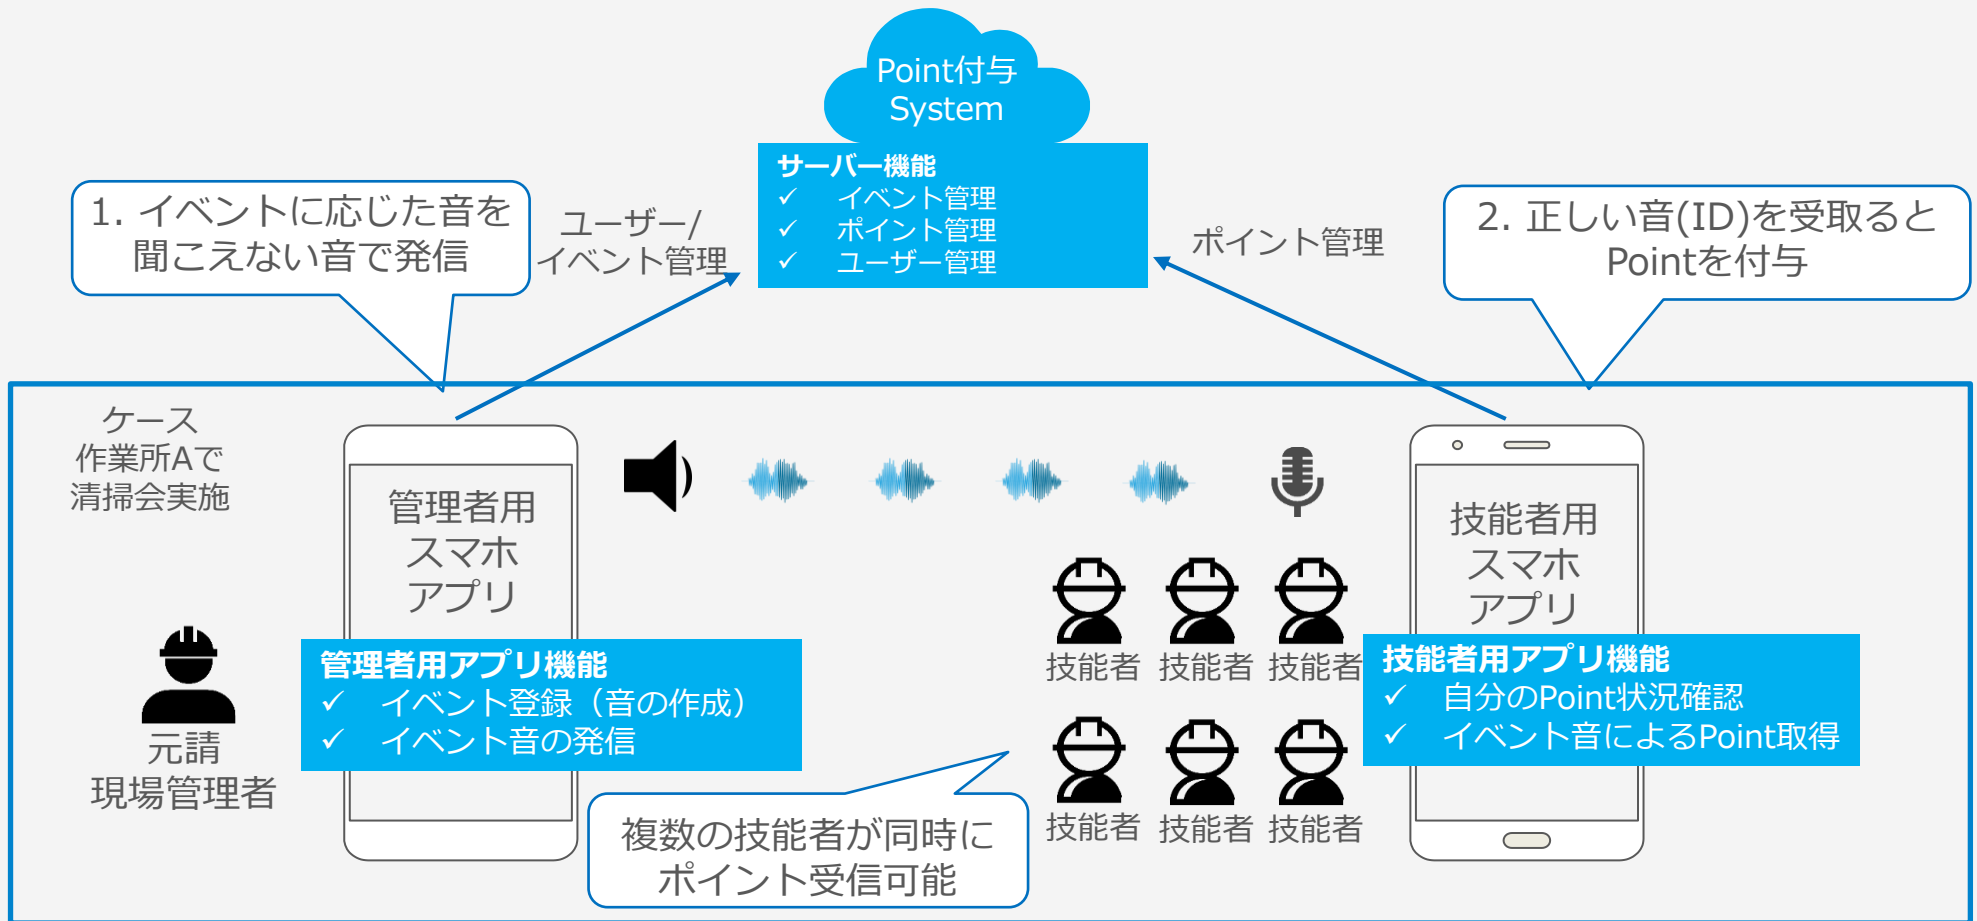 Point付与
System
サーバー機能
✓ イベント管理
✓ ポイント管理
✓ ユーザー管理
1. イベントに応じた音を
聞こえない音で発信
ユーザー/
イベント管理
ポイント管理
2. 正しい音(ID)を受取ると
Pointを付与
ケース
作業所Aで
清掃会実施
管理者用
スマホ
アプリ
技能者用
スマホ
アプリ
元請
現場管理者
管理者用アプリ機能
✓ イベント登録（音の作成）
✓ イベント音の発信
技能者 技能者 技能者
技能者 技能者 技能者
技能者用アプリ機能
✓ 自分のPoint状況確認
✓ イベント音によるPoint取得
複数の技能者が同時に
ポイント受信可能